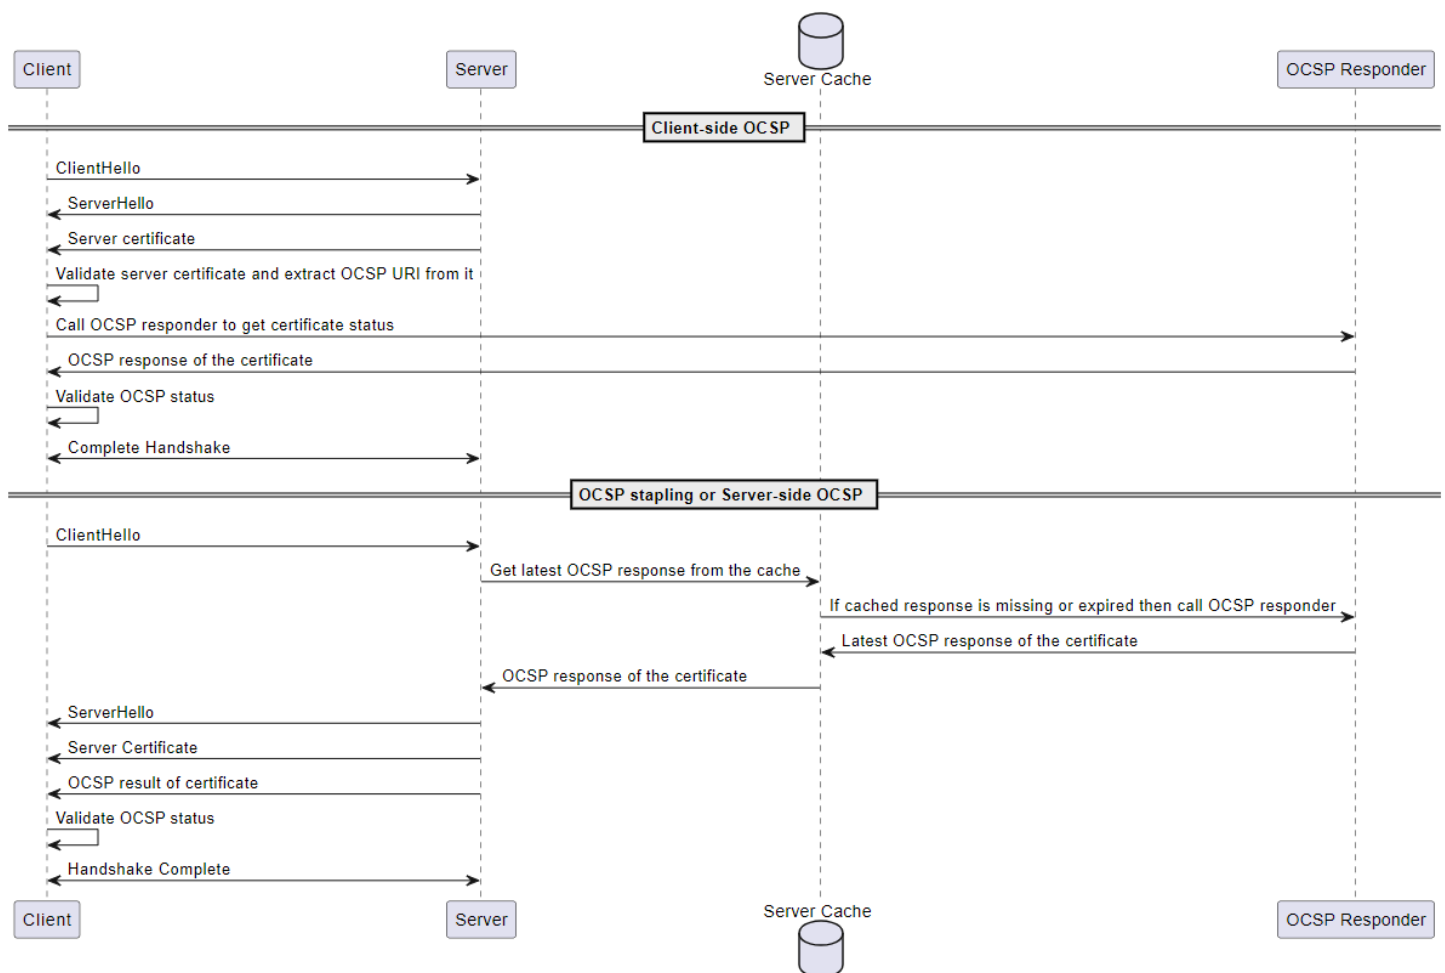 Client
Server
Server Cache
OCSP Responder
Client-side OCSP
ClientHello
ServerHello
Server certificate
Validate server certificate and extract OCSP URI from it
Call OCSP responder to get certificate status
OCSP response of the certificate
Validate OCSP status
Complete Handshake
OCSP stapling or Server-side OCSP
ClientHello
Get latest OCSP response from the cache
If cached response is missing or expired then call OCSP responder
Latest OCSP response of the certificate
OCSP response of the certificate
ServerHello
Server Certificate
OCSP result of certificate
Validate OCSP status
Handshake Complete
Client
Server
Server Cache
OCSP Responder